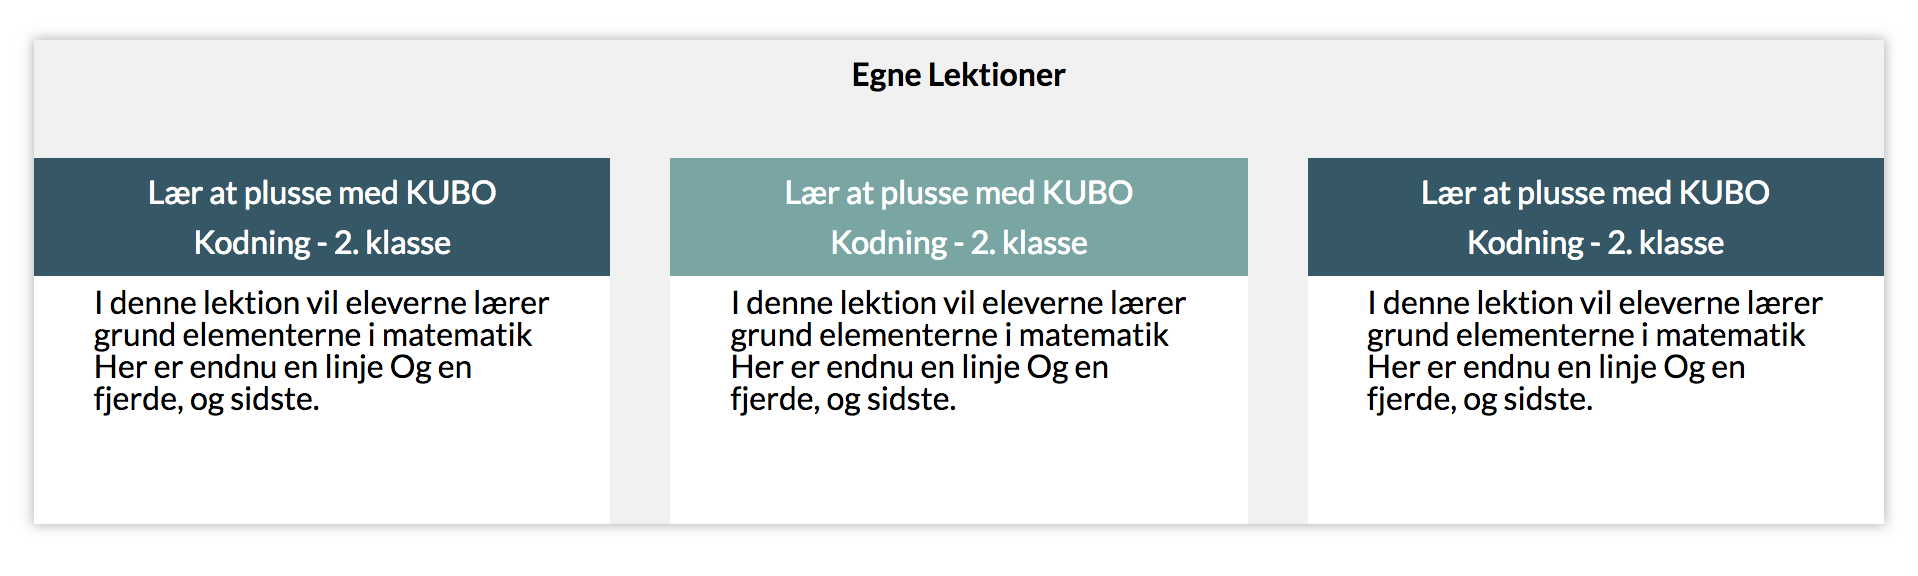 Egne Lektioner
Lær at plusse med KUBO
Kodning - 2. klasse
I denne lektion vil eleverne lærer
grund elementerne i matematik
Her er endnu en linje Og en
fjerde, og sidste.
Lær at plusse med KUBO
Kodning - 2. klasse
I denne lektion vil eleverne lærer
grund elementerne i matematik
Her er endnu en linje Og en
fjerde, og sidste.
Lær at plusse med KUBO
Kodning - 2. klasse
I denne lektion vil eleverne lærer
grund elementerne i matematik
Her er endnu en linje Og en
fjerde, og sidste.